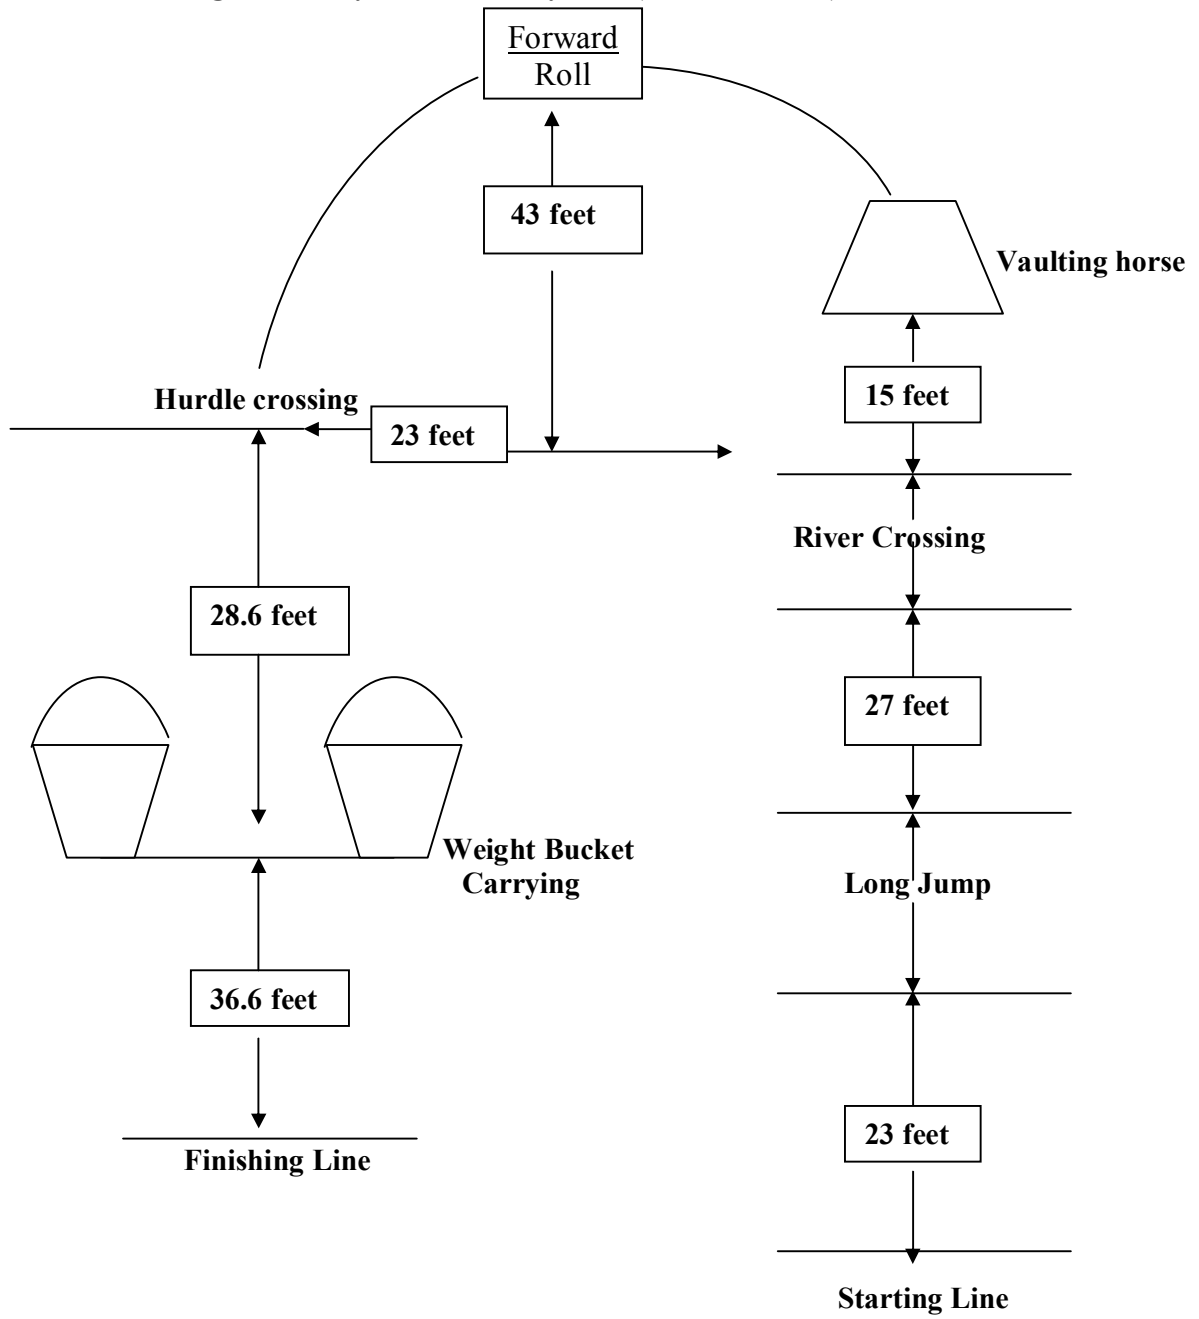 Forward
Roll
43 feet
Vaulting horse
15 feet
Hurdle crossing
23 feet
River Crossing
28.6 feet
27 feet
Weight Bucket
Carrying
Long Jump
36.6 feet
23 feet
Finishing Line
Starting Line